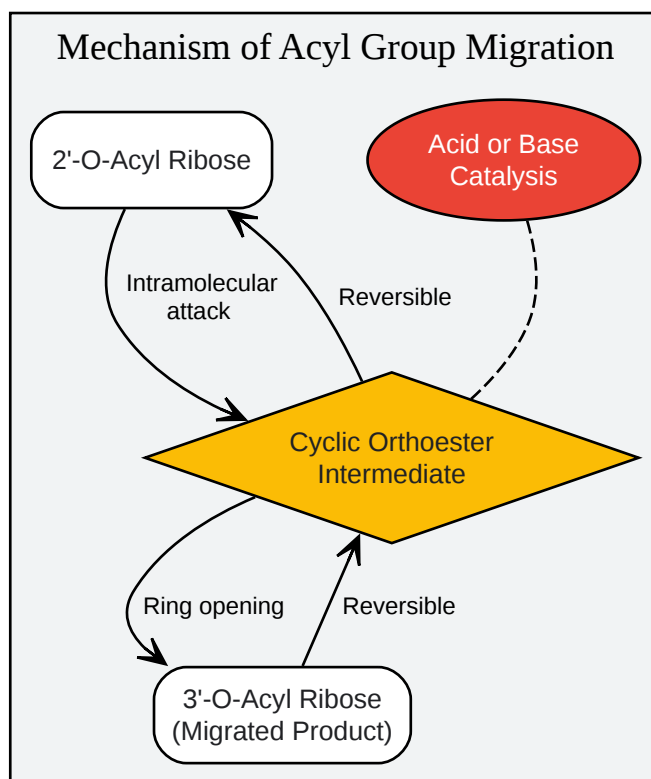 Mechanism of Acyl Group Migration
2'-O-Acyl Ribose
Acid or Base
Catalysis
Intramolecular
attack
Reversible
Cyclic Orthoester
Intermediate
Ring opening
Reversible
3'-O-Acyl Ribose
(Migrated Product)